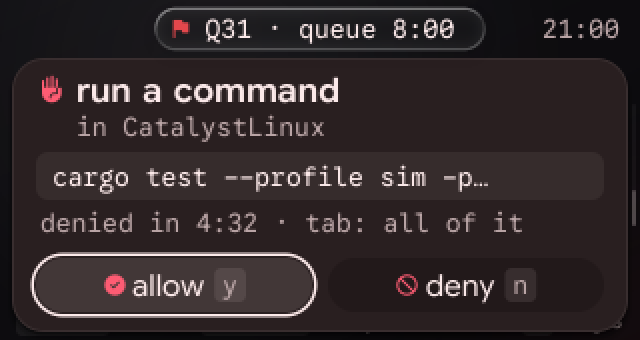 Q31 · queue 8:00
21:00
run a command
in CatalystLinux
cargo test --profile sim -p…
denied in 4:32 · tab: all of it
allow y
deny n